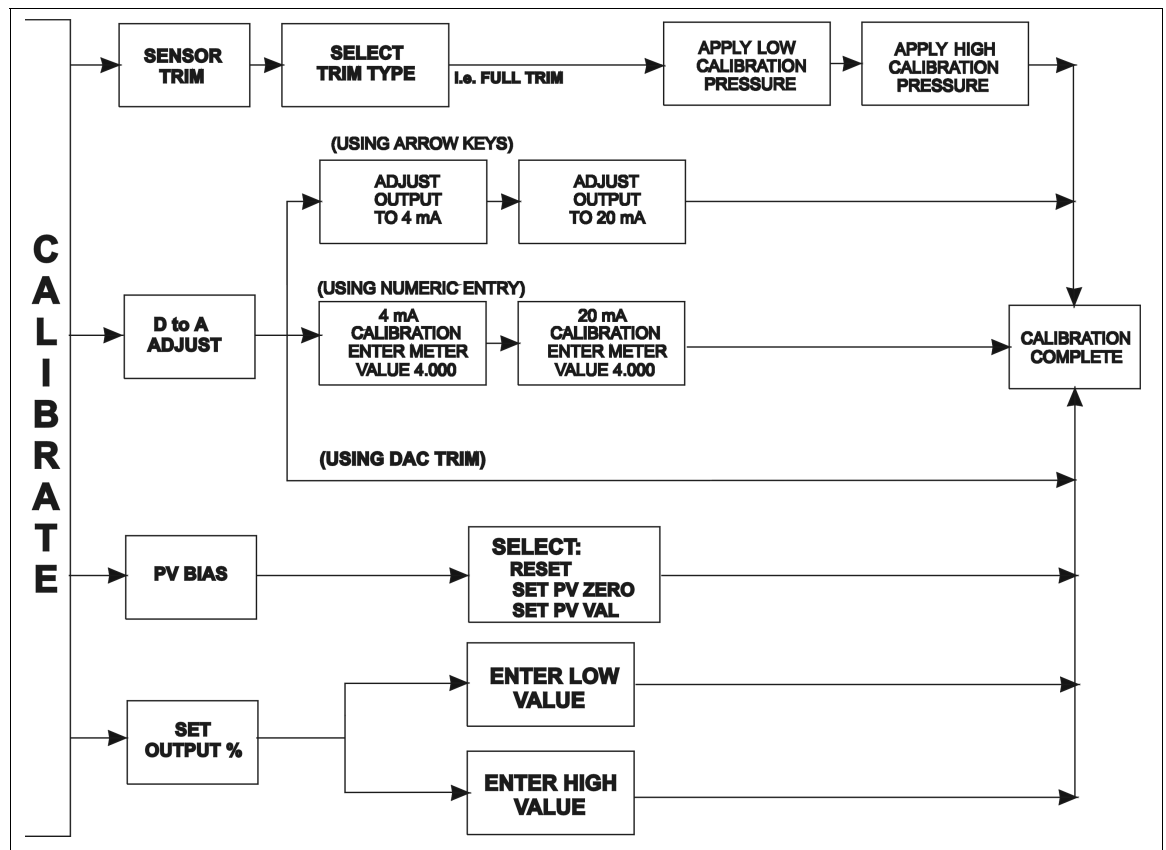 CALIBRATE
SENSOR
TRIM
SELECT
TRIM TYPE
I.e. FULL TRIM
APPLY LOW
CALIBRATION
PRESSURE
APPLY HIGH
CALIBRATION
PRESSURE
(USING ARROW KEYS)
ADJUST
OUTPUT
TO 4 mA
ADJUST
OUTPUT
TO 20 mA
D to A
ADJUST
(USING NUMERIC ENTRY)
4 mA
CALIBRATION
ENTER METER
VALUE 4.000
20 mA
CALIBRATION
ENTER METER
VALUE 4.000
CALIBRATION
COMPLETE
(USING DAC TRIM)
PV BIAS
SELECT:
RESET
SET PV ZERO
SET PV VAL
SET
OUTPUT %
ENTER LOW
VALUE
ENTER HIGH
VALUE